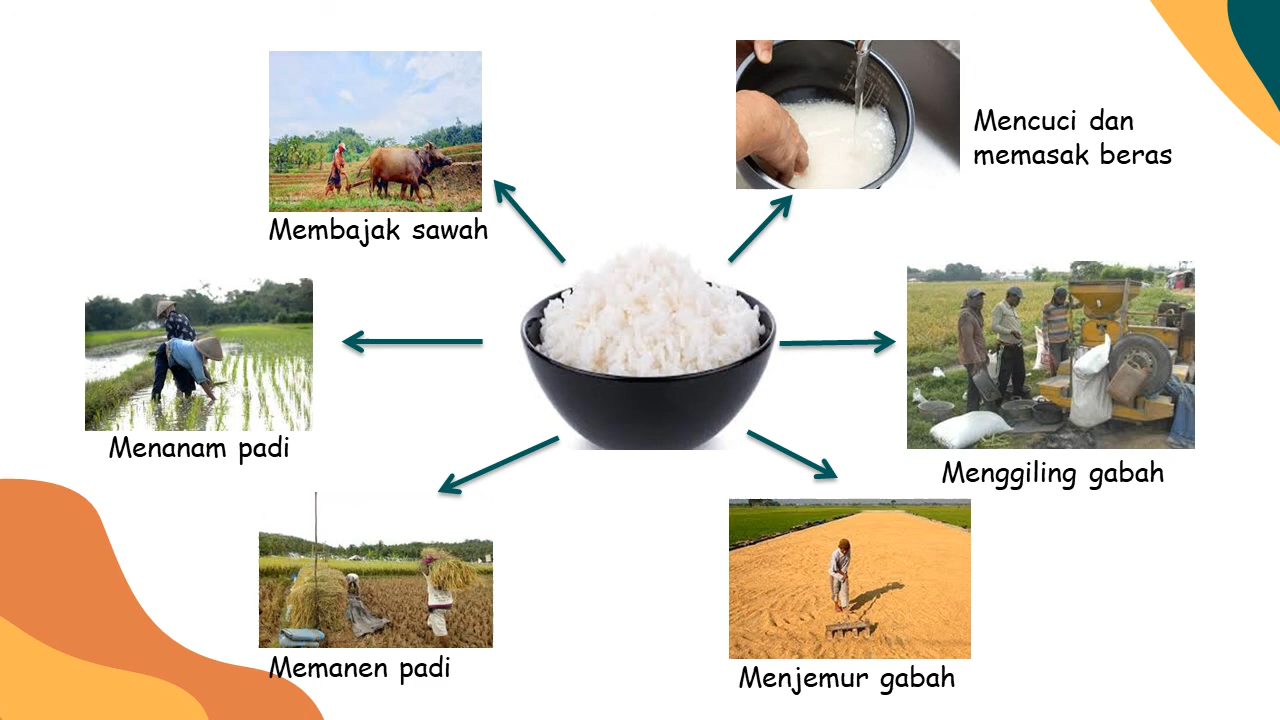 Membajak sawah
Mencuci dan
memasak beras
Menanam padi
Menggiling gabah
Memanen padi
Menjemur gabah